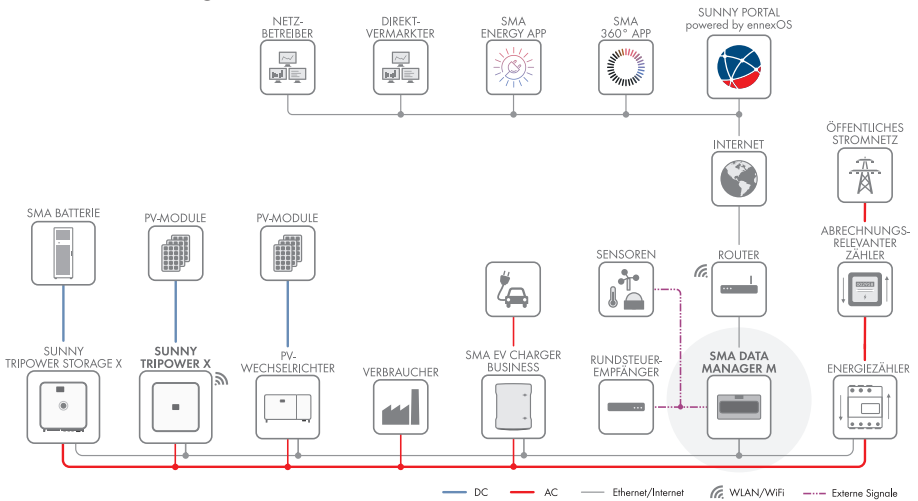 NETZ-
BETREIBER
DIREKT-
VERMARKTER
SMA
ENERGY APP
SMA
360° APP
SUNNY PORTAL
powered by ennexOS
INTERNET
ÖFFENTLICHES
STROMNETZ
SMA BATTERIE
PV-MODULE
PV-MODULE
SENSOREN
ROUTER
ABRECHNUNGS-
RELEVANTER
ZÄHLER
SUNNY
TRIPOWER STORAGE X
SUNNY
TRIPOWER X
PV-
WECHSELRICHTER
VERBRAUCHER
SMA EV CHARGER
BUSINESS
RUNDSTEUER-
EMPFÄNGER
SMA DATA
MANAGER M
ENERGIEZÄHLER
DC
AC
Ethernet/Internet
WLAN/WiFi
Externe Signale